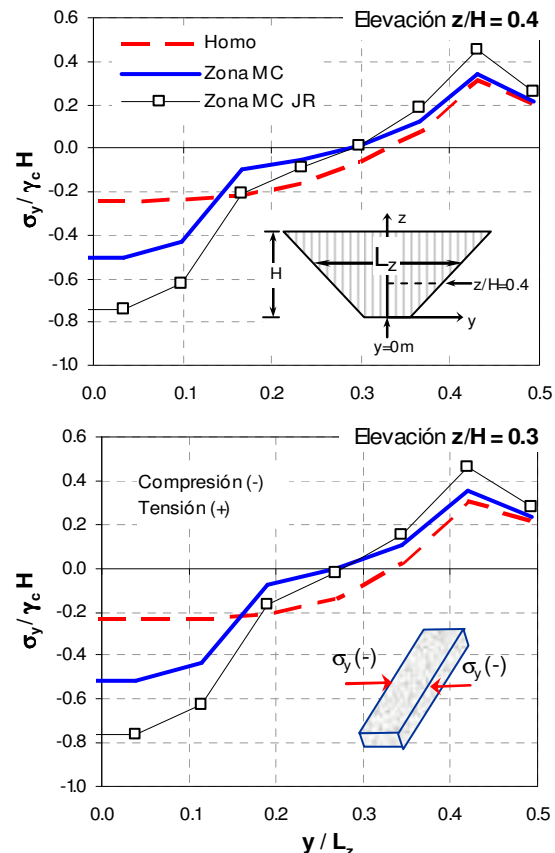 Elevación z/H = 0.4
Homo
Zona MC
Zona MC JR
0.6
0.4
0.2
0.0
-0.2
-0.4
-0.6
-0.8
-1.0
σy / γc H
z
H
Lz
z/H=0.4
y
y=0m
0.0 0.1 0.2 0.3 0.4 0.5
Elevación z/H = 0.3
Compresión (-)
Tensión (+)
0.6
0.4
0.2
0.0
-0.2
-0.4
-0.6
-0.8
-1.0
σy / γc H
σy (-)
σy (-)
0.0 0.1 0.2 0.3 0.4 0.5
y / Lz